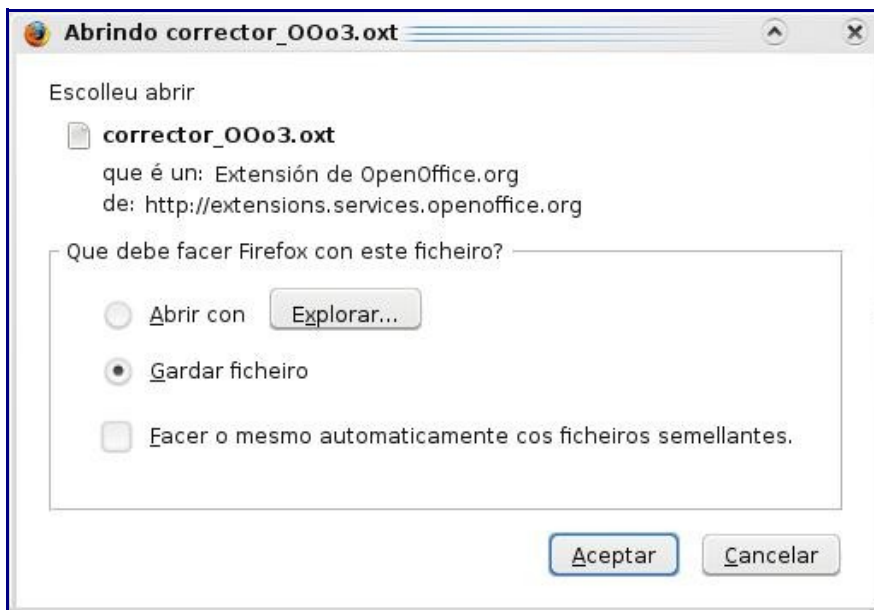 Abrindo corrector_OOo3.oxt
Escolleu abrir
corrector_OOo3.oxt
que é un: Extensión de OpenOffice.org
de: http://extensions.services.openoffice.org
Que debe facer Firefox con este ficheiro?
Abrir con Explorar...
Gardar ficheiro
Facer o mesmo automaticamente cos ficheiros semellantes.
Aceptar Cancelar